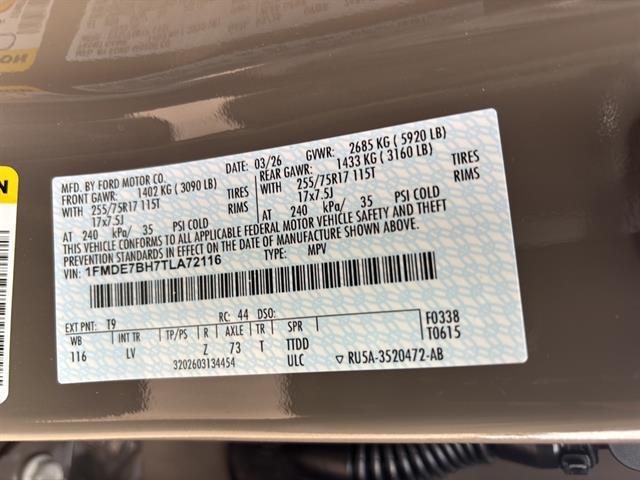 MFD. BY FORD MOTOR CO.
DATE: 03/26 GVWR: 2685 KG ( 5920 LB)
FRONT GAWR: 1402 KG ( 3090 LB) REAR GAWR: 1433 KG ( 3160 LB)
WITH 255/75R17 115T TIRES WITH 255/75R17 115T TIRES
17x7.5J RIMS 17x7.5J RIMS
AT 240 kPa/ 35 PSI COLD AT 240 kPa/ 35 PSI COLD
THIS VEHICLE CONFORMS TO ALL APPLICABLE FEDERAL MOTOR VEHICLE SAFETY AND THEFT
PREVENTION STANDARDS IN EFFECT ON THE DATE OF MANUFACTURE SHOWN ABOVE.
VIN: 1FMDE7BH7TLA72116 TYPE: MPV
EXT PNT: T9 RC: 44 DSO: F0338
WB INT TR TP/PS R AXLE TR SPR T0615
116 LV Z 73 T TTDD
3202603134454 ULC ▽ RU5A-3520472-AB